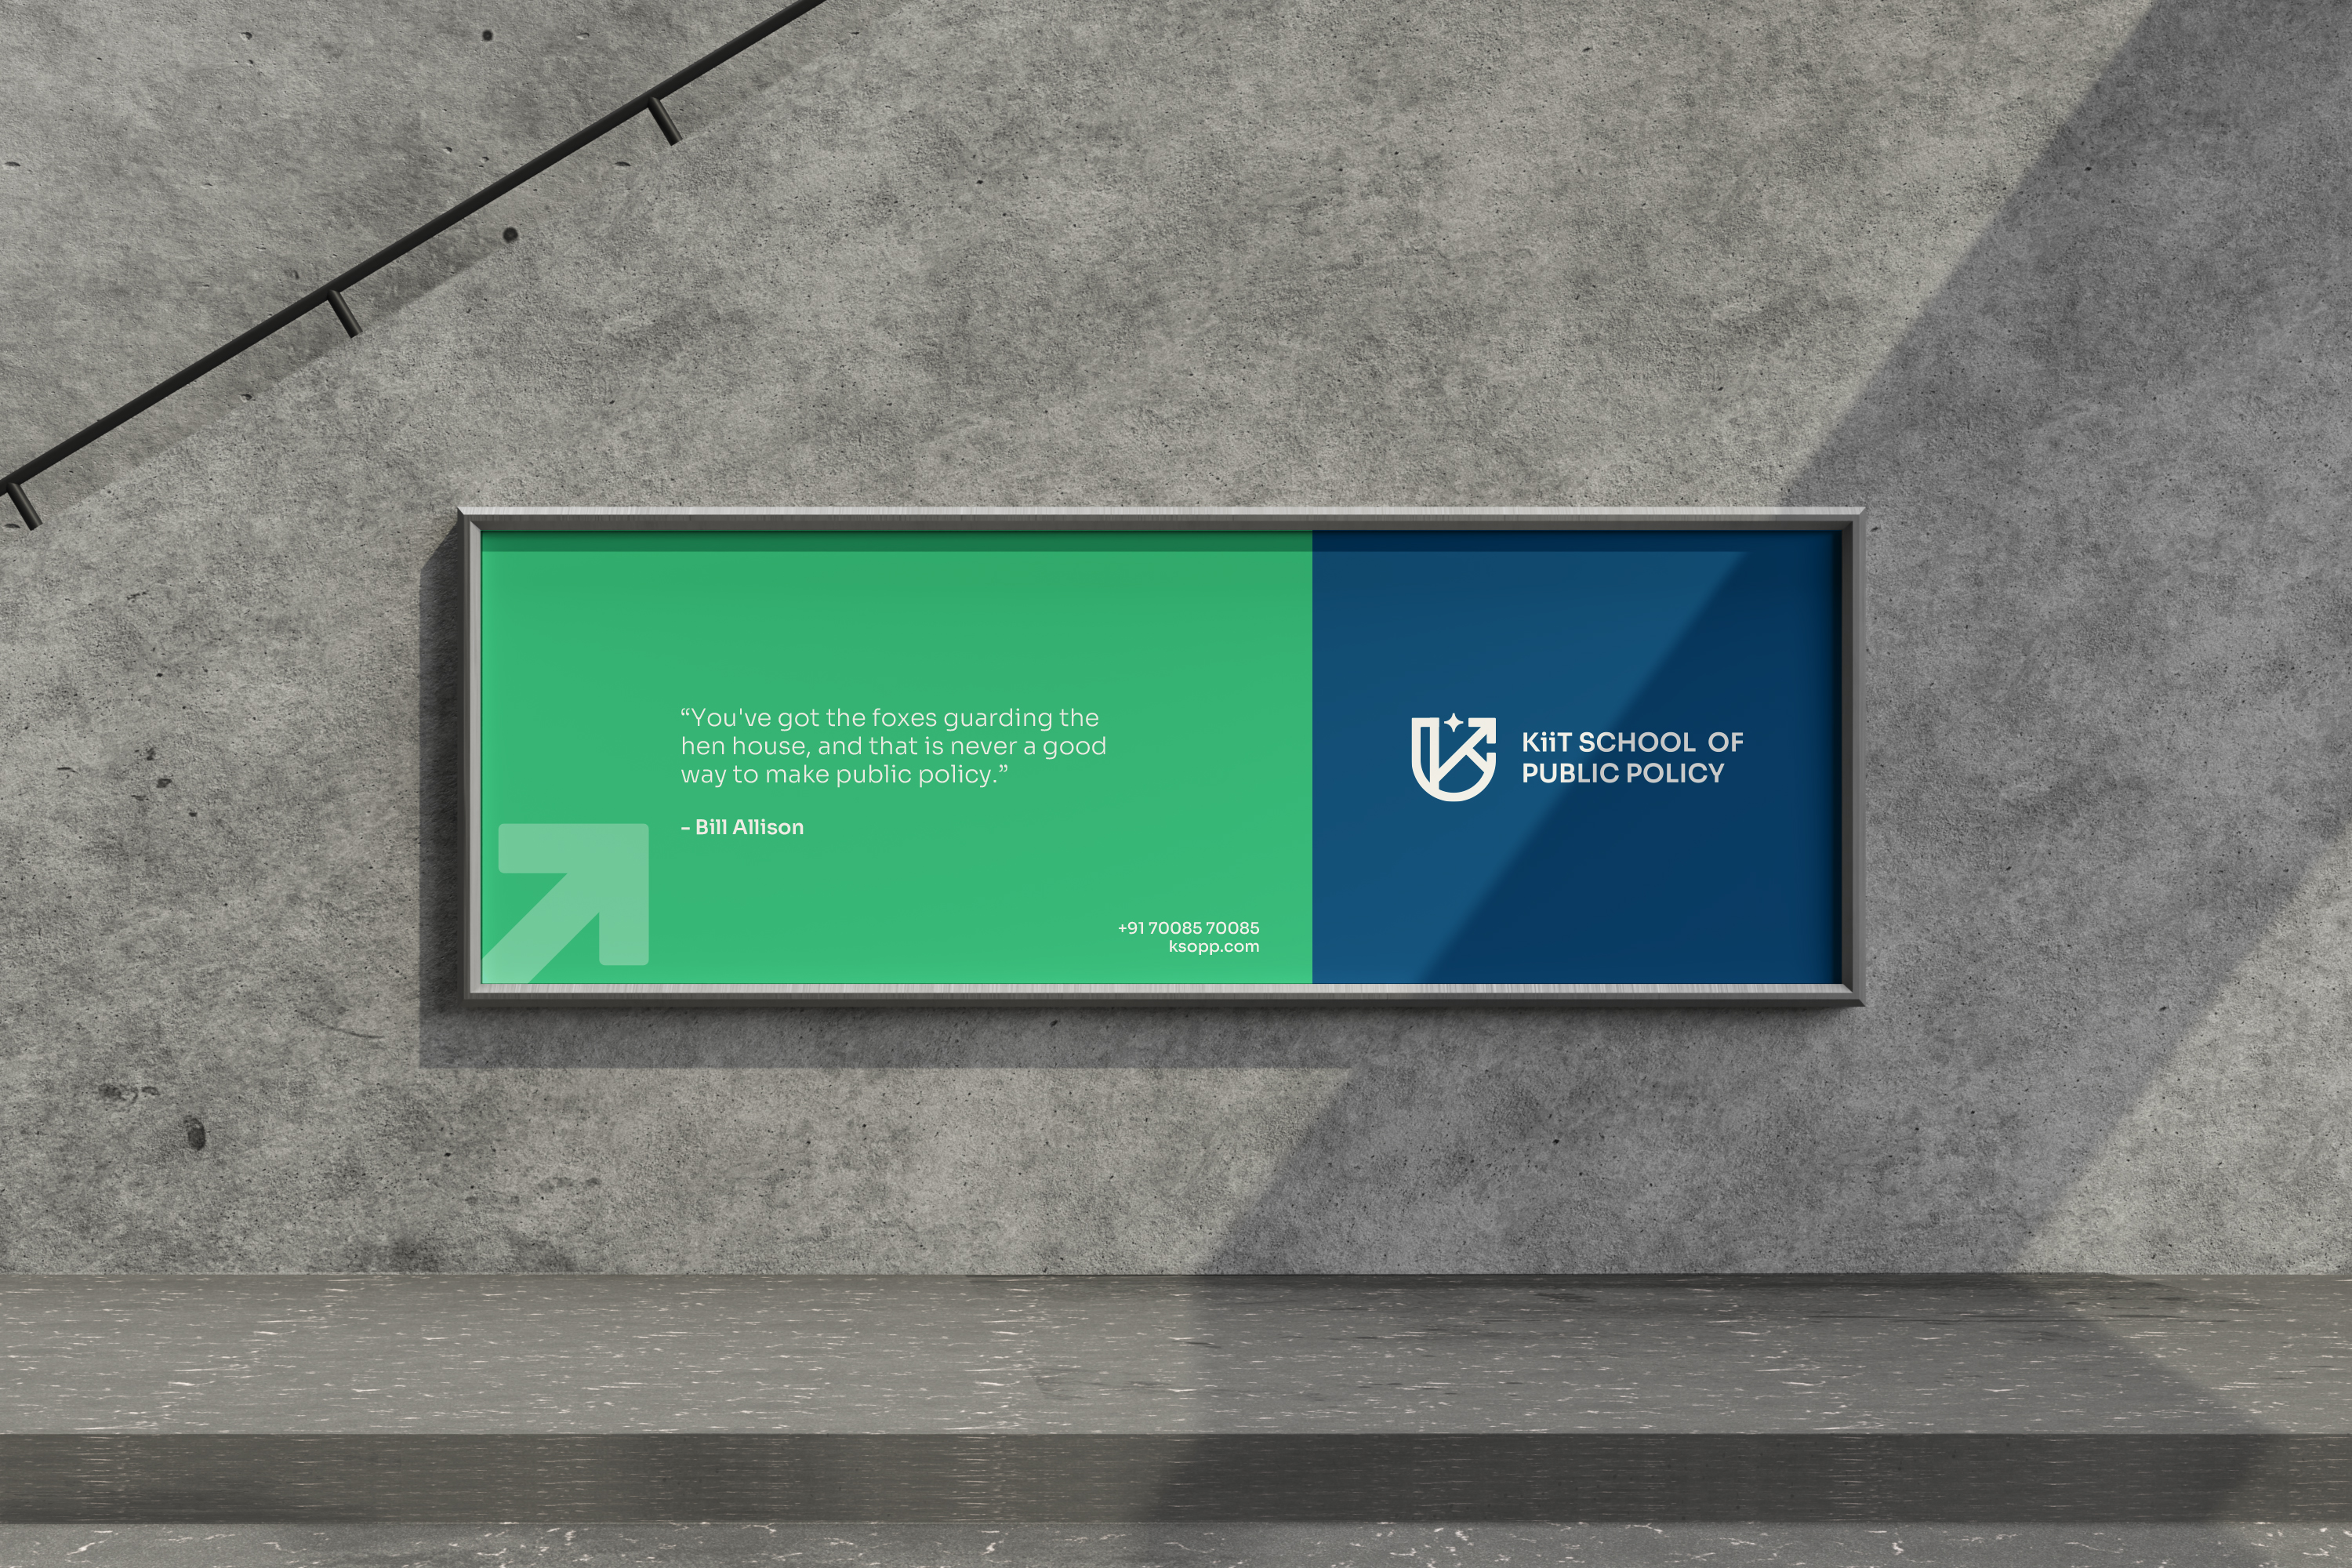 “You've got the foxes guarding the
hen house, and that is never a good
way to make public policy.”
- Bill Allison
+91 70085 70085
ksopp.com
KiiT SCHOOL OF
PUBLIC POLICY